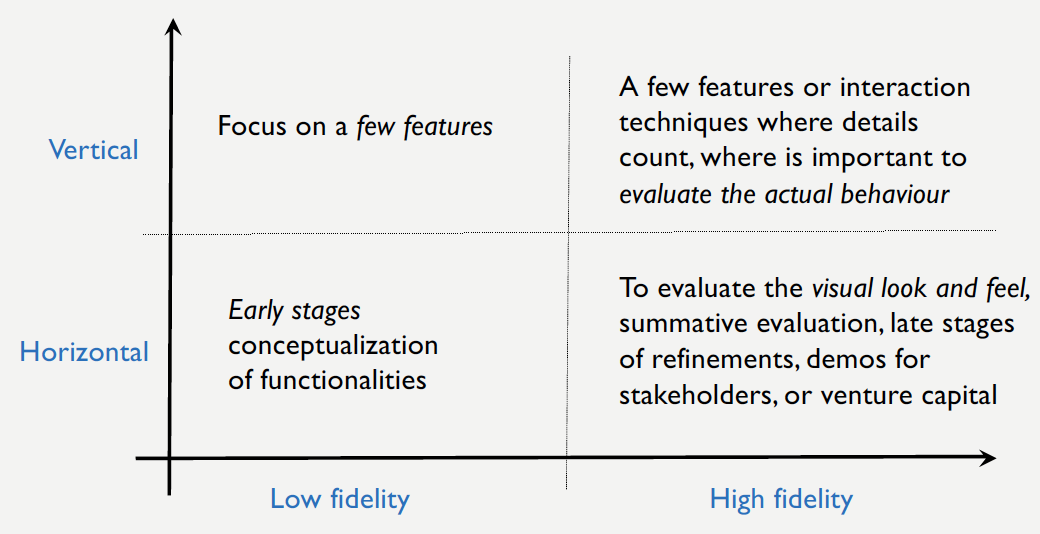 Vertical
Focus on a few features
A few features or interaction
techniques where details
count, where is important to
evaluate the actual behaviour
Horizontal
Early stages
conceptualization
of functionalities
To evaluate the visual look and feel,
summative evaluation, late stages
of refinements, demos for
stakeholders, or venture capital
Low fidelity
High fidelity